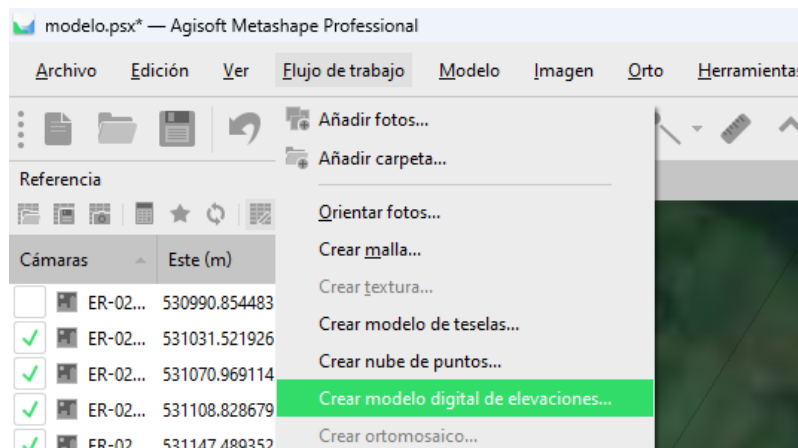 modelo.psx* — Agisoft Metashape Professional
Archivo Edición Ver Flujo de trabajo Modelo Imagen Orto Herramientas
Añadir fotos...
Añadir carpeta...
Referencia
Orientar fotos...
Cámaras Este (m)
Crear malla...
Crear textura...
ER-02... 530990.854483
Crear modelo de teselas...
ER-02... 531031.521926
Crear nube de puntos...
ER-02... 531070.969114
Crear modelo digital de elevaciones...
ER-02... 531108.828679
Crear ortomosaico...
ER-02... 531147.489352